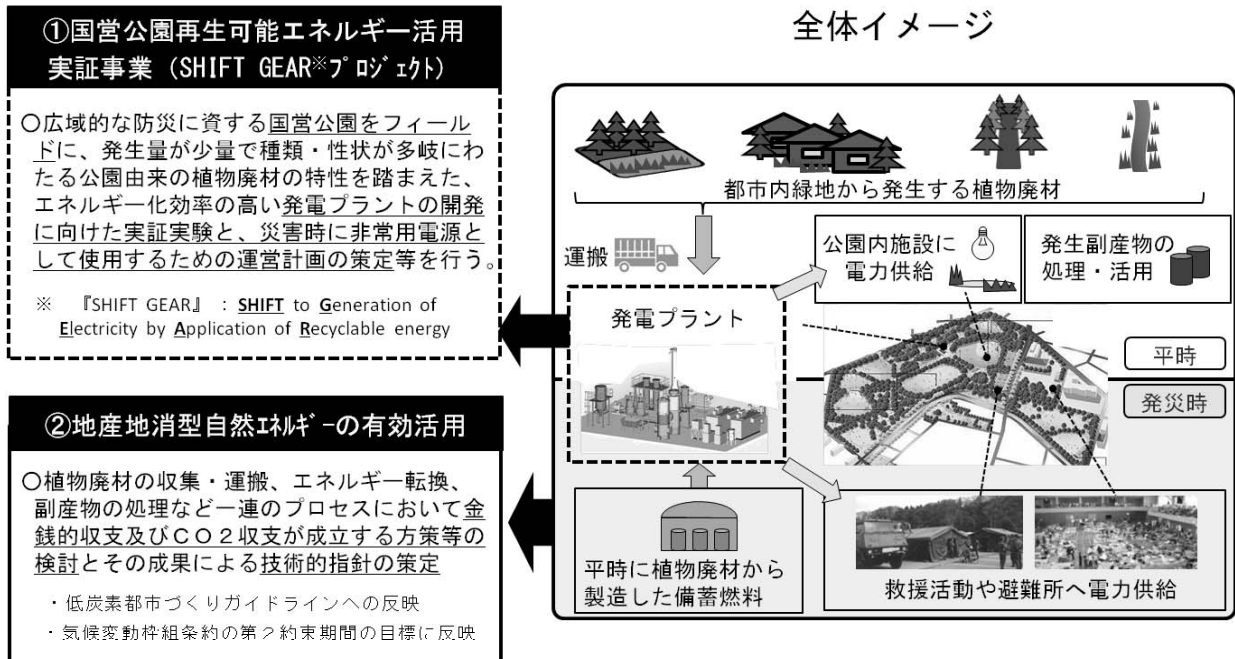 ①国営公園再生可能エネルギー活用
実証事業（SHIFT GEAR※プロジェクト）
○広域的な防災に資する国営公園をフィール
ドに、発生量が少量で種類・性状が多岐にわ
たる公園由来の植物廃材の特性を踏まえた、
エネルギー化効率の高い発電プラントの開発
に向けた実証実験と、災害時に非常用電源と
して使用するための運営計画の策定等を行う。
※ 『SHIFT GEAR』 : SHIFT to Generation of
Electricity by Application of Recyclable energy
②地産地消型自然エネルギーの有効活用
○植物廃材の収集・運搬、エネルギー転換、
副産物の処理など一連のプロセスにおいて金
銭的収支及びＣＯ２収支が成立する方策等の
検討とその成果による技術的指針の策定
・低炭素都市づくりガイドラインへの反映
・気候変動枠組条約の第２約束期間の目標に反映
全体イメージ
都市内緑地から発生する植物廃材
運搬
公園内施設に
電力供給
発生副産物の
処理・活用
発電プラント
平時
発災時
平時に植物廃材から
製造した備蓄燃料
救援活動や避難所へ電力供給